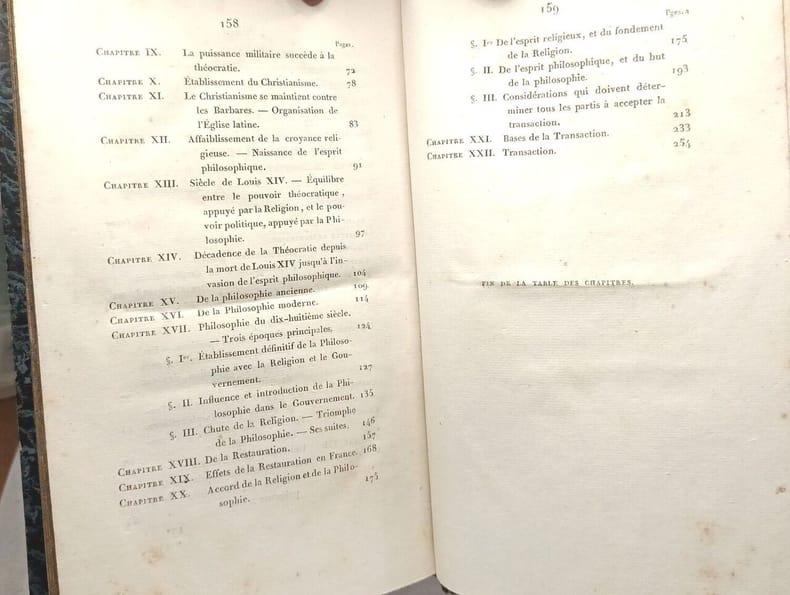 158
Pages.
CHAPITRE IX. La puissance militaire succède à la
théocratie. 72
CHAPITRE X. Établissement du Christianisme. 78
CHAPITRE XI. Le Christianisme se maintient contre
les Barbares. — Organisation de
l'Église latine. 83
CHAPITRE XII. Affaiblissement de la croyance reli-
gieuse. — Naissance de l'esprit
philosophique. 91
CHAPITRE XIII. Siècle de Louis XIV. — Équilibre
entre le pouvoir théocratique,
appuyé par la Religion, et le pou-
voir politique, appuyé par la Phi-
losophie. 97
CHAPITRE XIV. Décadence de la Théocratie depuis
la mort de Louis XIV jusqu'à l'in-
vasion de l'esprit philosophique. 104
CHAPITRE XV. De la philosophie ancienne. 109
CHAPITRE XVI. De la Philosophie moderne. 114
CHAPITRE XVII. Philosophie du dix-huitième siècle.
— Trois époques principales. 124
§. Ier. Établissement définitif de la Philoso-
phie avec la Religion et le Gou-
vernement. 127
§. II. Influence et introduction de la Phi-
losophie dans le Gouvernement. 135
§. III. Chute de la Religion. — Triomphe
de la Philosophie. — Ses suites. 146
CHAPITRE XVIII. De la Restauration. 157
CHAPITRE XIX. Effets de la Restauration en France. 168
CHAPITRE XX. Accord de la Religion et de la Philo-
sophie. 175
159
Pges.
§. Ier De l'esprit religieux, et du fondement
de la Religion. 175
§. II. De l'esprit philosophique, et du but
de la philosophie. 193
§. III. Considérations qui doivent déter-
miner tous les partis à accepter la
transaction. 213
CHAPITRE XXI. Bases de la Transaction. 233
CHAPITRE XXII. Transaction. 254
FIN DE LA TABLE DES CHAPITRES.